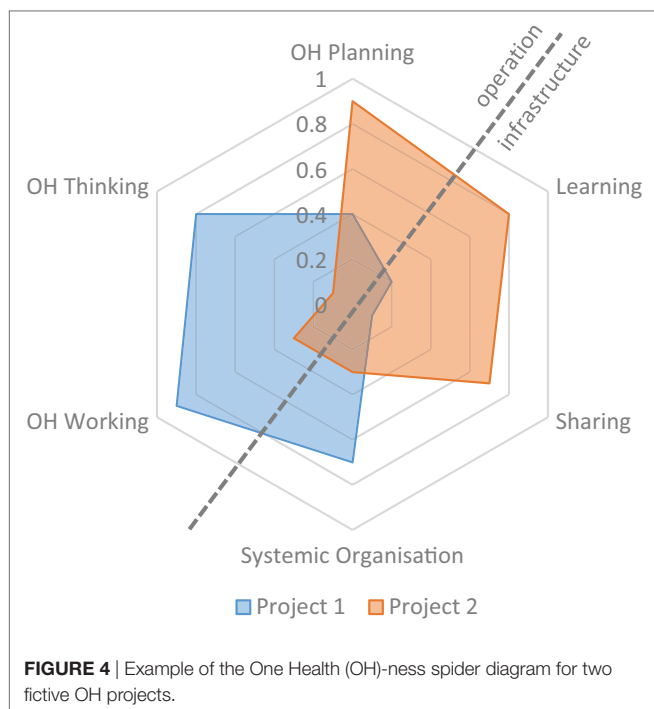 OH Planning
operation
infrastructure
1
0.8
0.6
0.4
0.2
0
OH Thinking
Learning
OH Working
Sharing
Systemic Organisation
Project 1 Project 2
FIGURE 4 | Example of the One Health (OH)-ness spider diagram for two
fictive OH projects.